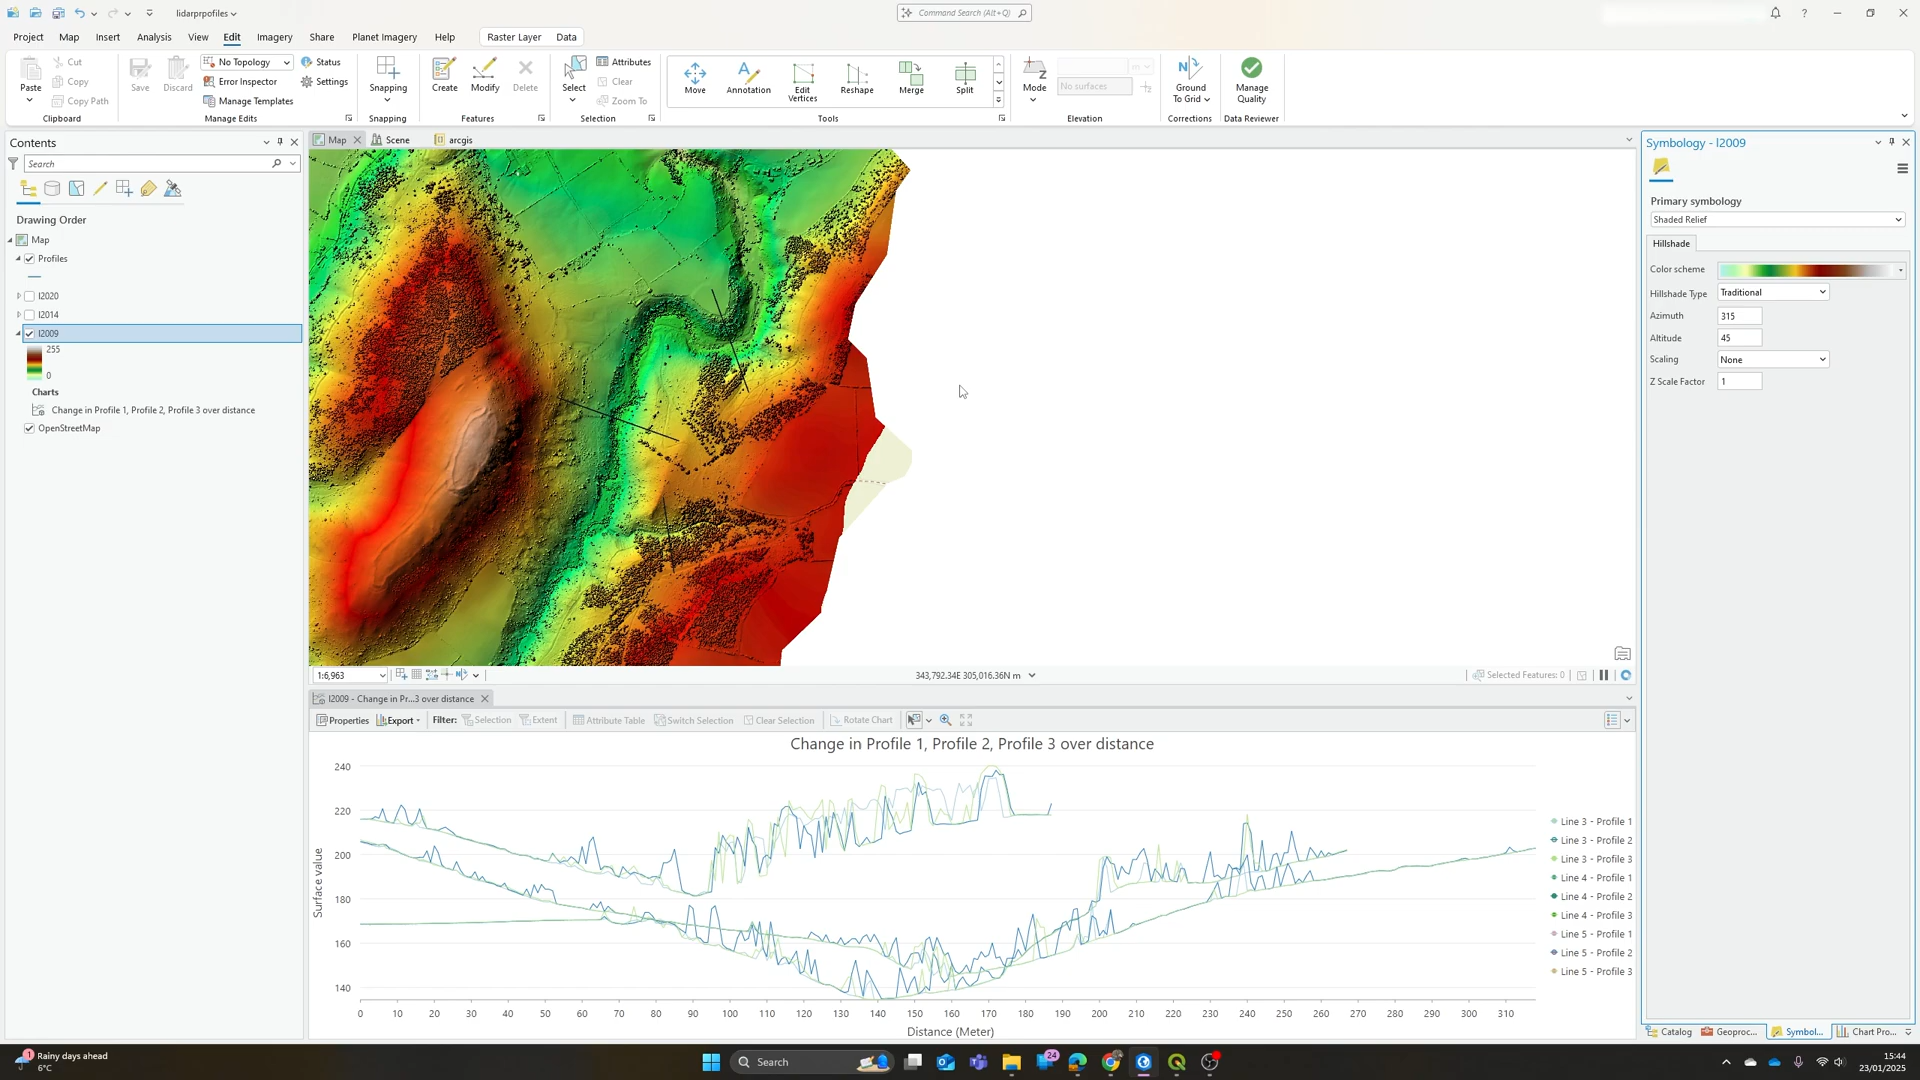 lidarprpofiles
Command Search (Alt+Q)
Project Map Insert Analysis View Edit Imagery Share Planet Imagery Help Raster Layer Data
Paste
Cut
Copy
Copy Path
Clipboard
Save
Discard
No Topology
Error Inspector
Manage Templates
Status
Settings
Manage Edits
Snapping
Snapping
Create
Modify
Delete
Features
Select
Attributes
Clear
Zoom To
Selection
Move
Annotation
Edit
Vertices
Reshape
Merge
Split
Tools
Mode
No surfaces
m
Elevation
Ground
To Grid
Corrections
Manage
Quality
Data Reviewer
Contents
Search
Drawing Order
Map
Profiles
l2020
l2014
l2009
255
0
Charts
Change in Profile 1, Profile 2, Profile 3 over distance
OpenStreetMap
Map Scene arcgis
1:6,963
343,792.34E 305,016.36N m
Selected Features: 0
l2009 - Change in Pr...3 over distance
Properties Export Filter: Selection Extent Attribute Table Switch Selection Clear Selection Rotate Chart
Change in Profile 1, Profile 2, Profile 3 over distance
Surface value
240
220
200
180
160
140
0 10 20 30 40 50 60 70 80 90 100 110 120 130 140 150 160 170 180 190 200 210 220 230 240 250 260 270 280 290 300 310
Distance (Meter)
Line 3 - Profile 1
Line 3 - Profile 2
Line 3 - Profile 3
Line 4 - Profile 1
Line 4 - Profile 2
Line 4 - Profile 3
Line 5 - Profile 1
Line 5 - Profile 2
Line 5 - Profile 3
Symbology - l2009
Primary symbology
Shaded Relief
Hillshade
Color scheme
Hillshade Type Traditional
Azimuth 315
Altitude 45
Scaling None
Z Scale Factor 1
Catalog Geoproc... Symbol... Chart Pro...
1
Rainy days ahead
6°C
Search
24
15:44
23/01/2025